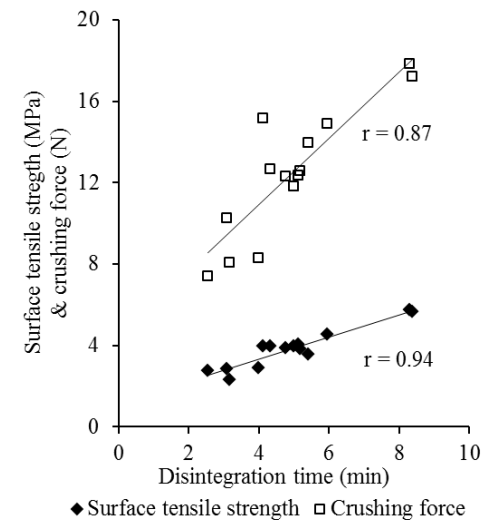 Surface tensile stregth (MPa)
& crushing force (N)
20
16
12
8
4
0
r = 0.87
r = 0.94
0 2 4 6 8 10
Disintegration time (min)
Surface tensile strength Crushing force